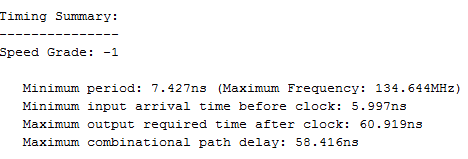 Timing Summary:
---------------
Speed Grade: -1
Minimum period: 7.427ns (Maximum Frequency: 134.644MHz)
Minimum input arrival time before clock: 5.997ns
Maximum output required time after clock: 60.919ns
Maximum combinational path delay: 58.416ns